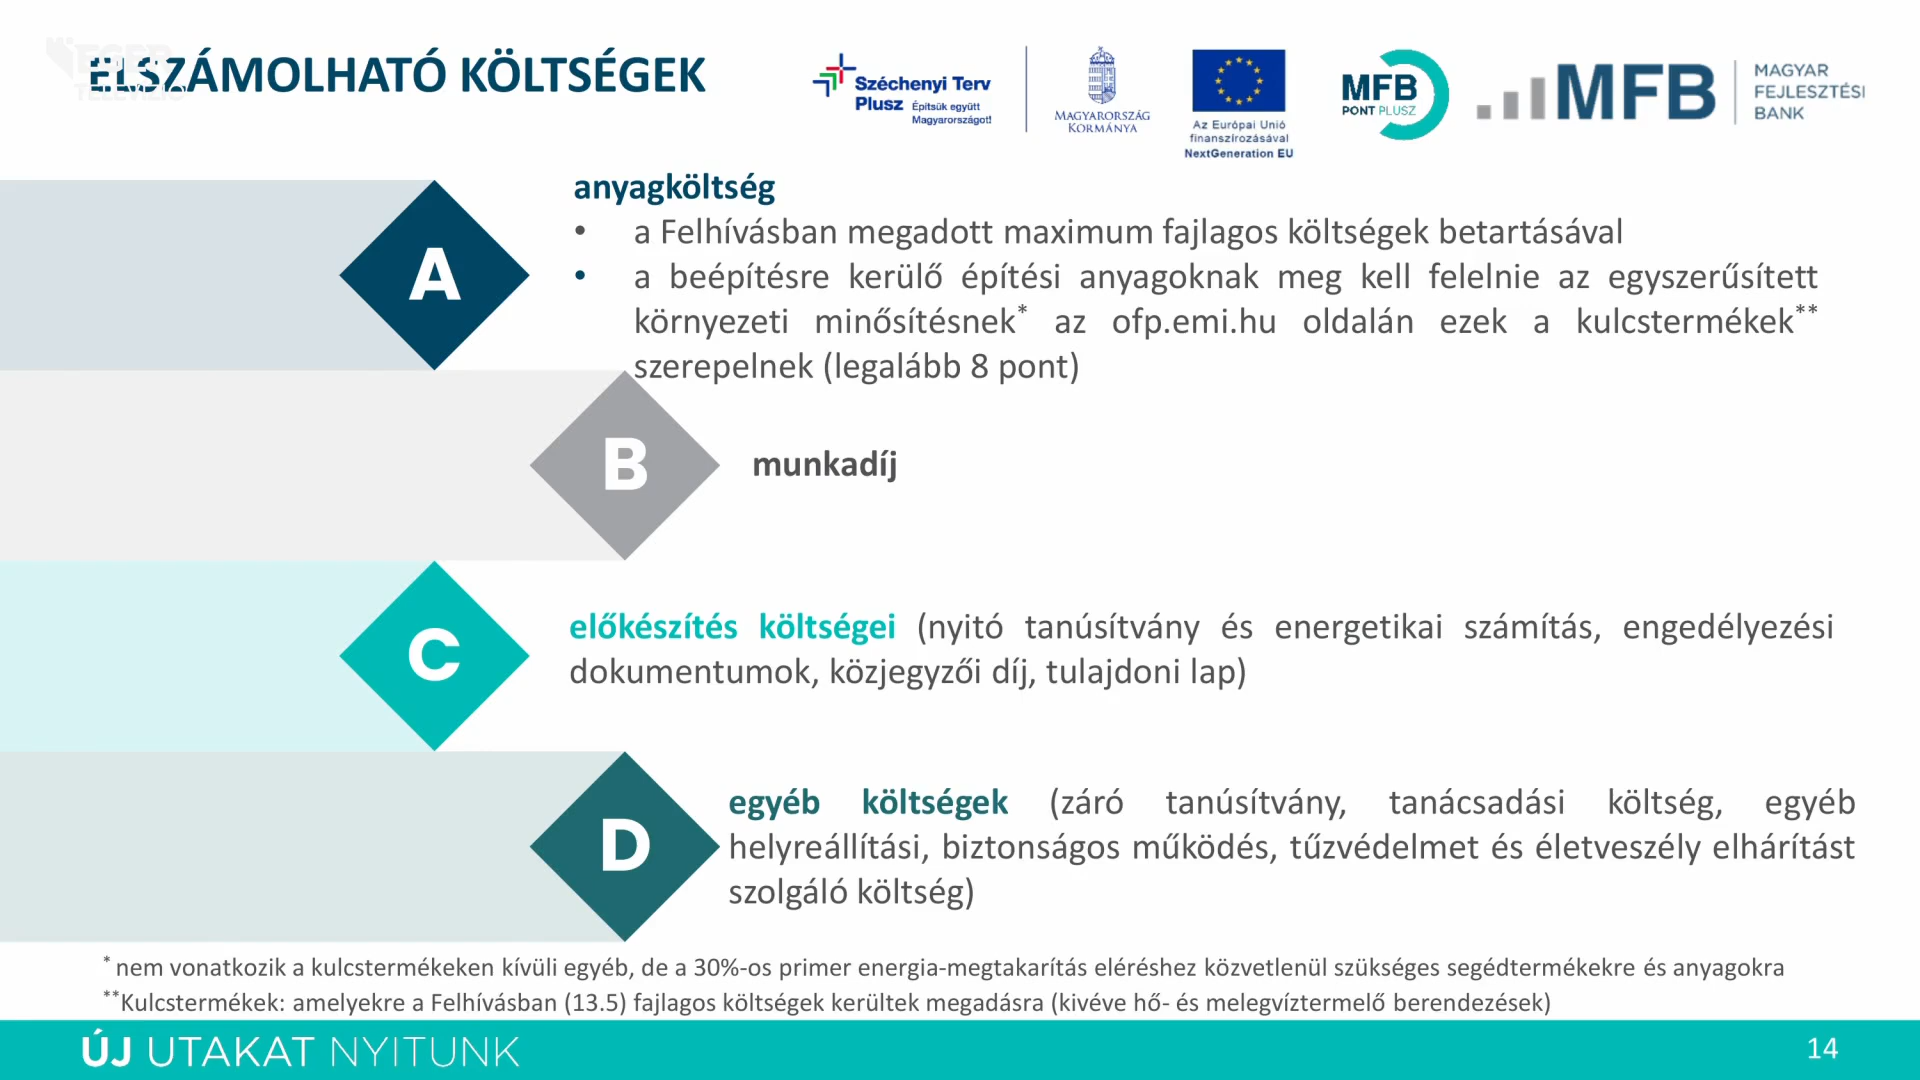 EGER
TELEVÍZIÓ
ELSZÁMOLHATÓ KÖLTSÉGEK
Széchenyi Terv
Plusz Építsük együtt
Magyarországot!
MAGYARORSZÁG
KORMÁNYA
Az Európai Unió
finanszírozásával
NextGeneration EU
MFB
PONT PLUSZ
MFB
MAGYAR
FEJLESZTÉSI
BANK
A
anyagköltség
• a Felhívásban megadott maximum fajlagos költségek betartásával
• a beépítésre kerülő építési anyagoknak meg kell felelnie az egyszerűsített
környezeti minősítésnek* az ofp.emi.hu oldalán ezek a kulcstermékek**
szerepelnek (legalább 8 pont)
B
munkadíj
C
előkészítés költségei (nyitó tanúsítvány és energetikai számítás, engedélyezési
dokumentumok, közjegyzői díj, tulajdoni lap)
D
egyéb költségek (záró tanúsítvány, tanácsadási költség, egyéb
helyreállítási, biztonságos működés, tűzvédelmet és életveszély elhárítást
szolgáló költség)
* nem vonatkozik a kulcstermékeken kívüli egyéb, de a 30%-os primer energia-megtakarítás eléréshez közvetlenül szükséges segédtermékekre és anyagokra
**Kulcstermékek: amelyekre a Felhívásban (13.5) fajlagos költségek kerültek megadásra (kivéve hő- és melegvíztermelő berendezések)
ÚJ UTAKAT NYITUNK
14